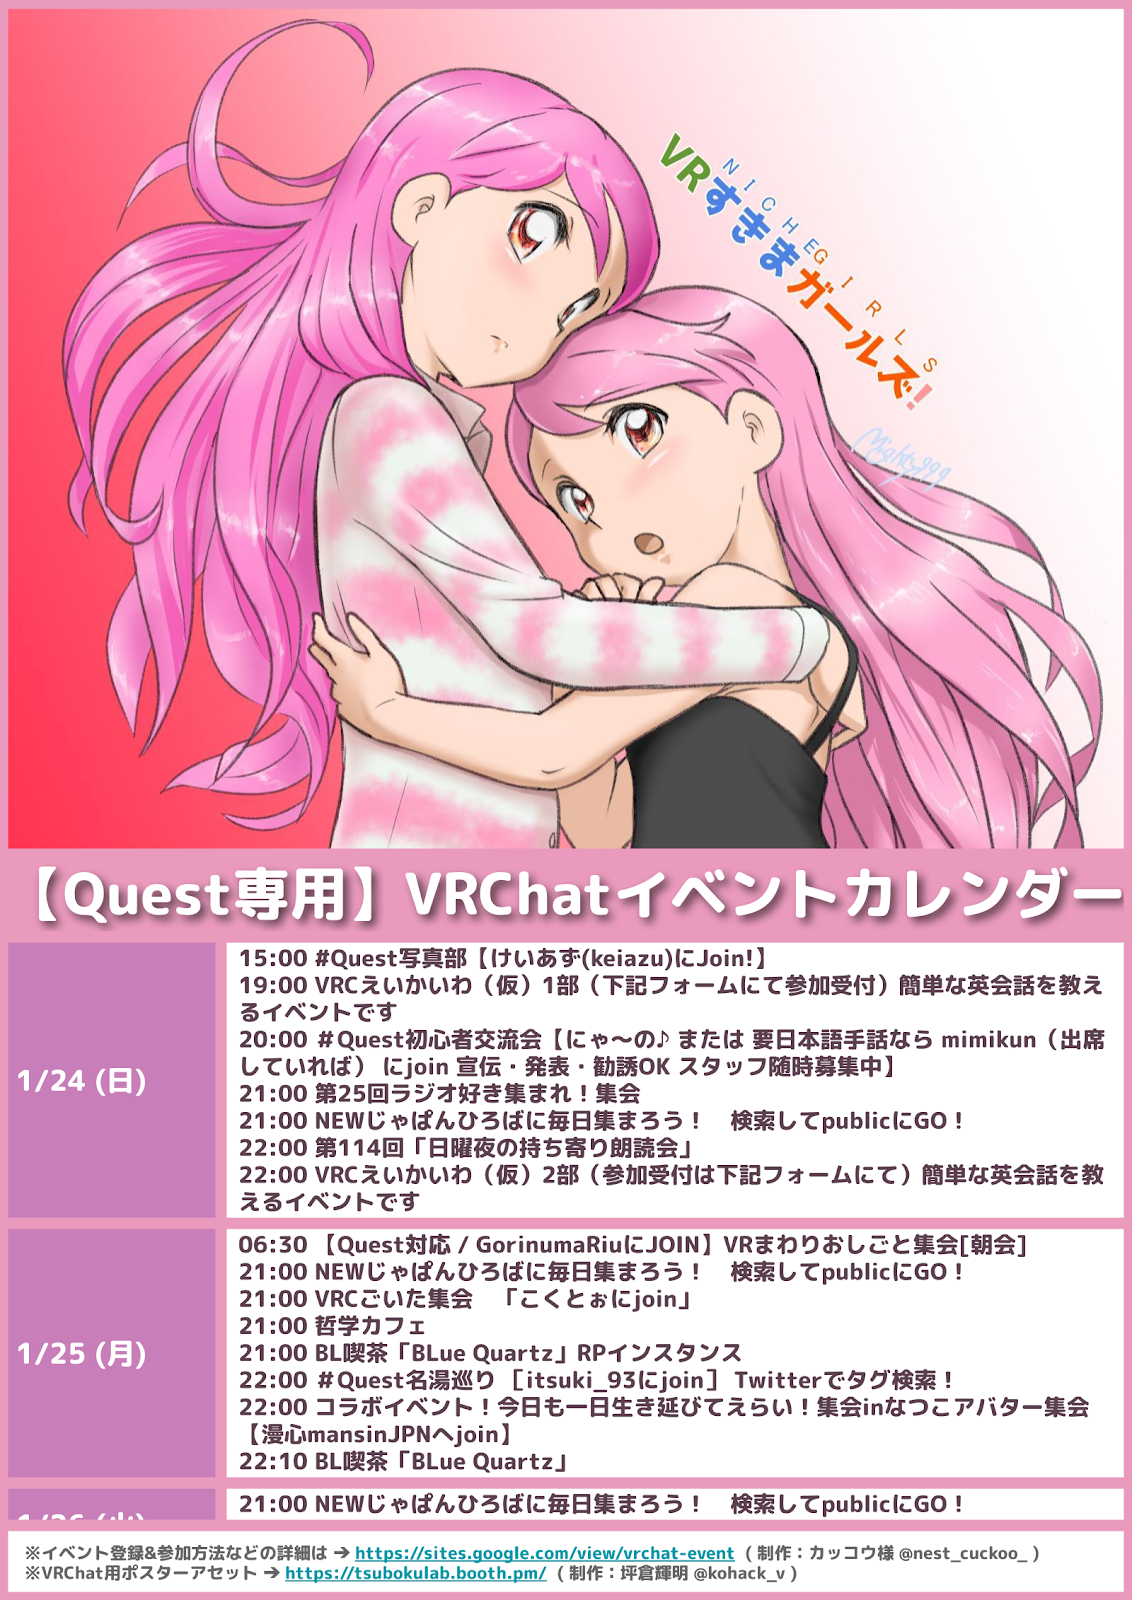 NICHE GIRLS
VRすきまガールズ!
Mighty999
【Quest専用】VRChatイベントカレンダー
1/24 (日)
15:00 #Quest写真部【けいあず(keiazu)にJoin!】
19:00 VRCえいかいわ（仮）1部（下記フォームにて参加受付）簡単な英会話を教え
るイベントです
20:00 ＃Quest初心者交流会【にゃ〜の♪ または 要日本語手話なら mimikun（出席
していれば） にjoin 宣伝・発表・勧誘OK スタッフ随時募集中】
21:00 第25回ラジオ好き集まれ！集会
21:00 NEWじゃぱんひろばに毎日集まろう！　検索してpublicにGO！
22:00 第114回「日曜夜の持ち寄り朗読会」
22:00 VRCえいかいわ（仮）2部（参加受付は下記フォームにて）簡単な英会話を教
えるイベントです
1/25 (月)
06:30 【Quest対応 / GorinumaRiuにJOIN】VRまわりおしごと集会[朝会]
21:00 NEWじゃぱんひろばに毎日集まろう！　検索してpublicにGO！
21:00 VRCごいた集会　「こくとぉにjoin」
21:00 哲学カフェ
21:00 BL喫茶「BLue Quartz」RPインスタンス
22:00 ＃Quest名湯巡り ［itsuki_93にjoin］ Twitterでタグ検索！
22:00 コラボイベント！今日も一日生き延びてえらい！集会inなつこアバター集会
【漫心mansinJPNへjoin】
22:10 BL喫茶「BLue Quartz」
1/26 (火)
21:00 NEWじゃぱんひろばに毎日集まろう！　検索してpublicにGO！
※イベント登録&参加方法などの詳細は ➔ https://sites.google.com/view/vrchat-event ( 制作：カッコウ様 @nest_cuckoo_ )
※VRChat用ポスターアセット ➔ https://tsubokulab.booth.pm/ ( 制作：坪倉輝明 @kohack_v )